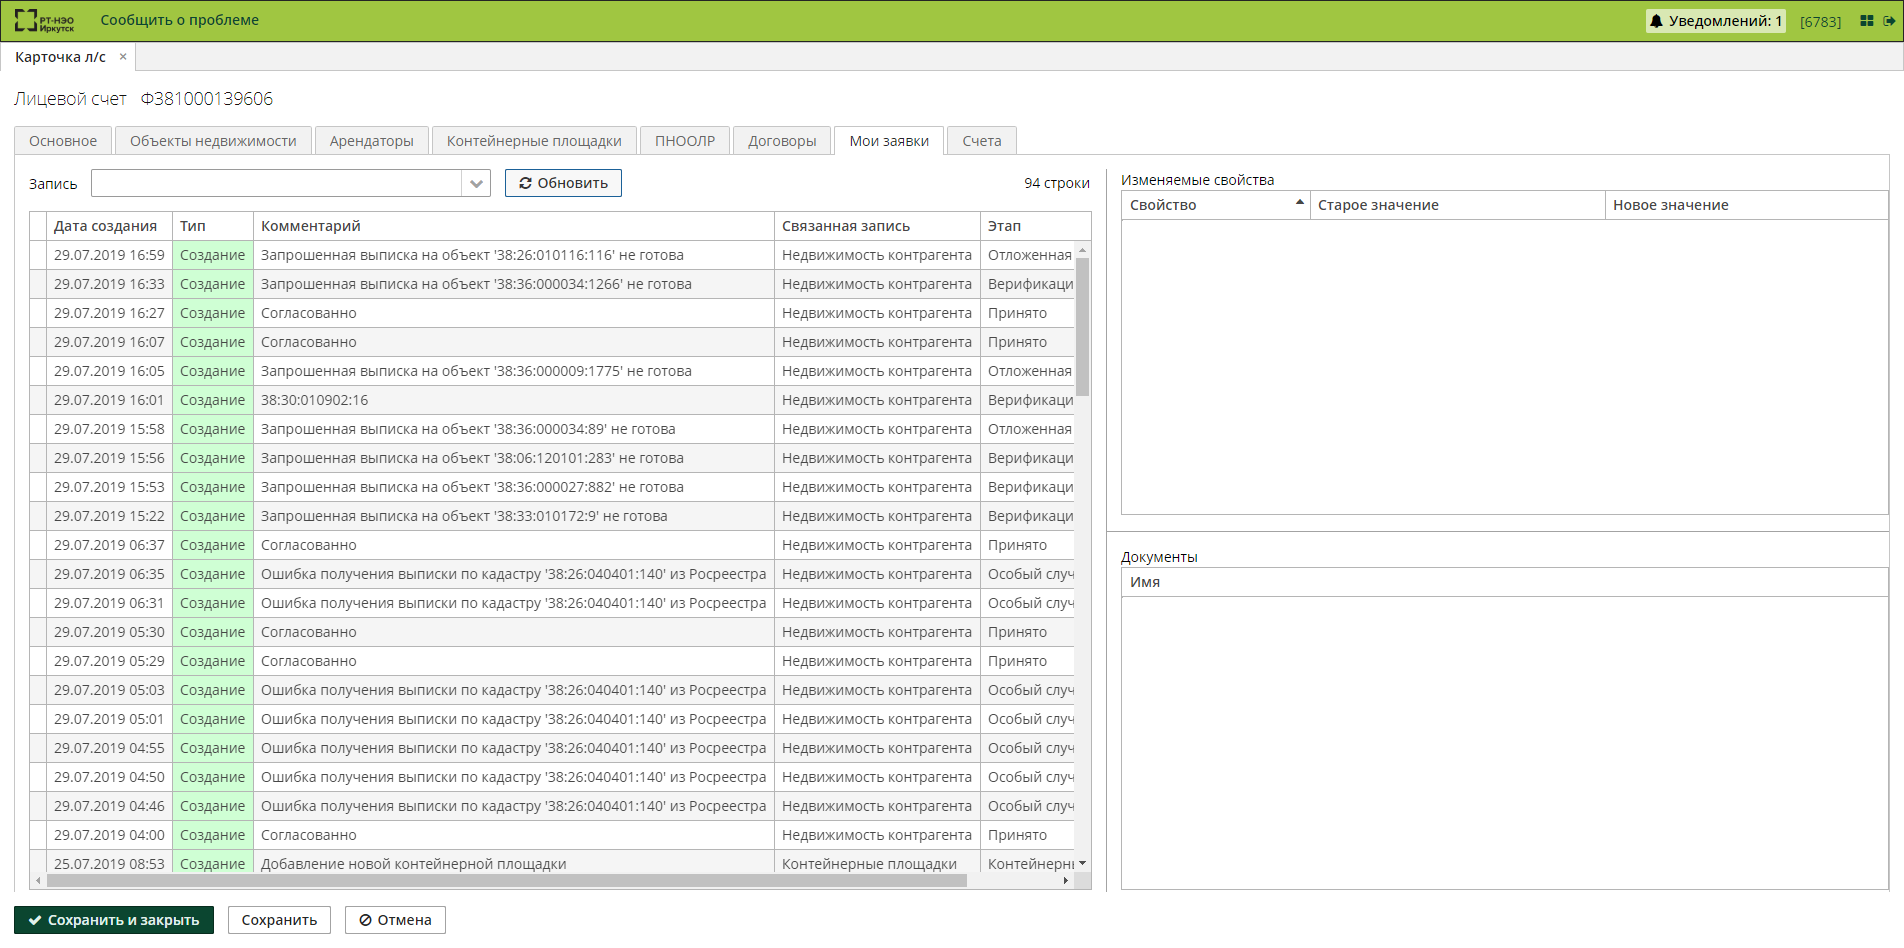 РТ-НЭО Иркутск Сообщить о проблеме Уведомлений: 1 [6783]
Карточка л/с ×
Лицевой счет Ф381000139606
Основное Объекты недвижимости Арендаторы Контейнерные площадки ПНООЛР Договоры Мои заявки Счета
Запись Обновить 94 строки
Дата создания Тип Комментарий Связанная запись Этап
29.07.2019 16:59 Создание Запрошенная выписка на объект '38:26:010116:116' не готова Недвижимость контрагента Отложенная
29.07.2019 16:33 Создание Запрошенная выписка на объект '38:36:000034:1266' не готова Недвижимость контрагента Верификаци
29.07.2019 16:27 Создание Согласованно Недвижимость контрагента Принято
29.07.2019 16:07 Создание Согласованно Недвижимость контрагента Принято
29.07.2019 16:05 Создание Запрошенная выписка на объект '38:36:000009:1775' не готова Недвижимость контрагента Отложенная
29.07.2019 16:01 Создание 38:30:010902:16 Недвижимость контрагента Верификаци
29.07.2019 15:58 Создание Запрошенная выписка на объект '38:36:000034:89' не готова Недвижимость контрагента Отложенная
29.07.2019 15:56 Создание Запрошенная выписка на объект '38:06:120101:283' не готова Недвижимость контрагента Верификаци
29.07.2019 15:53 Создание Запрошенная выписка на объект '38:36:000027:882' не готова Недвижимость контрагента Верификаци
29.07.2019 15:22 Создание Запрошенная выписка на объект '38:33:010172:9' не готова Недвижимость контрагента Верификаци
29.07.2019 06:37 Создание Согласованно Недвижимость контрагента Принято
29.07.2019 06:35 Создание Ошибка получения выписки по кадастру '38:26:040401:140' из Росреестра Недвижимость контрагента Особый случ
29.07.2019 06:31 Создание Ошибка получения выписки по кадастру '38:26:040401:140' из Росреестра Недвижимость контрагента Особый случ
29.07.2019 05:30 Создание Согласованно Недвижимость контрагента Принято
29.07.2019 05:29 Создание Согласованно Недвижимость контрагента Принято
29.07.2019 05:03 Создание Ошибка получения выписки по кадастру '38:26:040401:140' из Росреестра Недвижимость контрагента Особый случ
29.07.2019 05:01 Создание Ошибка получения выписки по кадастру '38:26:040401:140' из Росреестра Недвижимость контрагента Особый случ
29.07.2019 04:55 Создание Ошибка получения выписки по кадастру '38:26:040401:140' из Росреестра Недвижимость контрагента Особый случ
29.07.2019 04:50 Создание Ошибка получения выписки по кадастру '38:26:040401:140' из Росреестра Недвижимость контрагента Особый случ
29.07.2019 04:46 Создание Ошибка получения выписки по кадастру '38:26:040401:140' из Росреестра Недвижимость контрагента Особый случ
29.07.2019 04:00 Создание Согласованно Недвижимость контрагента Принято
25.07.2019 08:53 Создание Добавление новой контейнерной площадки Контейнерные площадки Контейнернь
Изменяемые свойства
Свойство Старое значение Новое значение
Документы
Имя
Сохранить и закрыть Сохранить Отмена